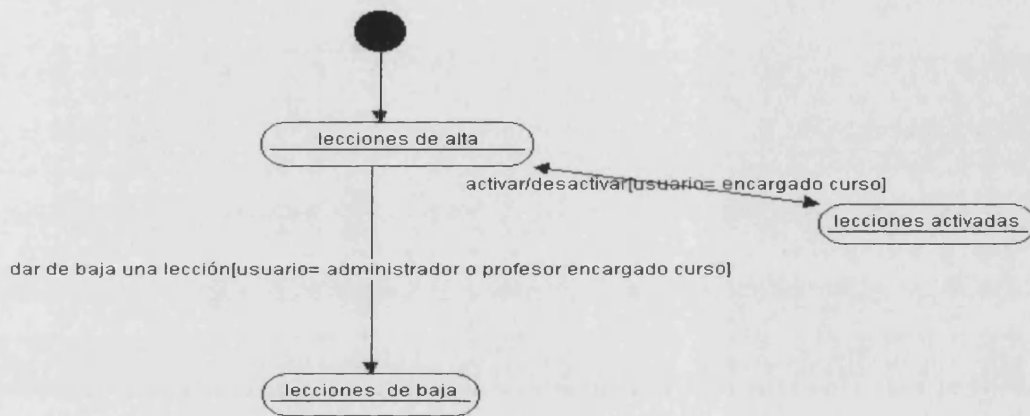 lecciones de alta
activar/desactivar[usuario= encargado curso]
lecciones activadas
dar de baja una lección[usuario= administrador o profesor encargado curso]
lecciones de baja